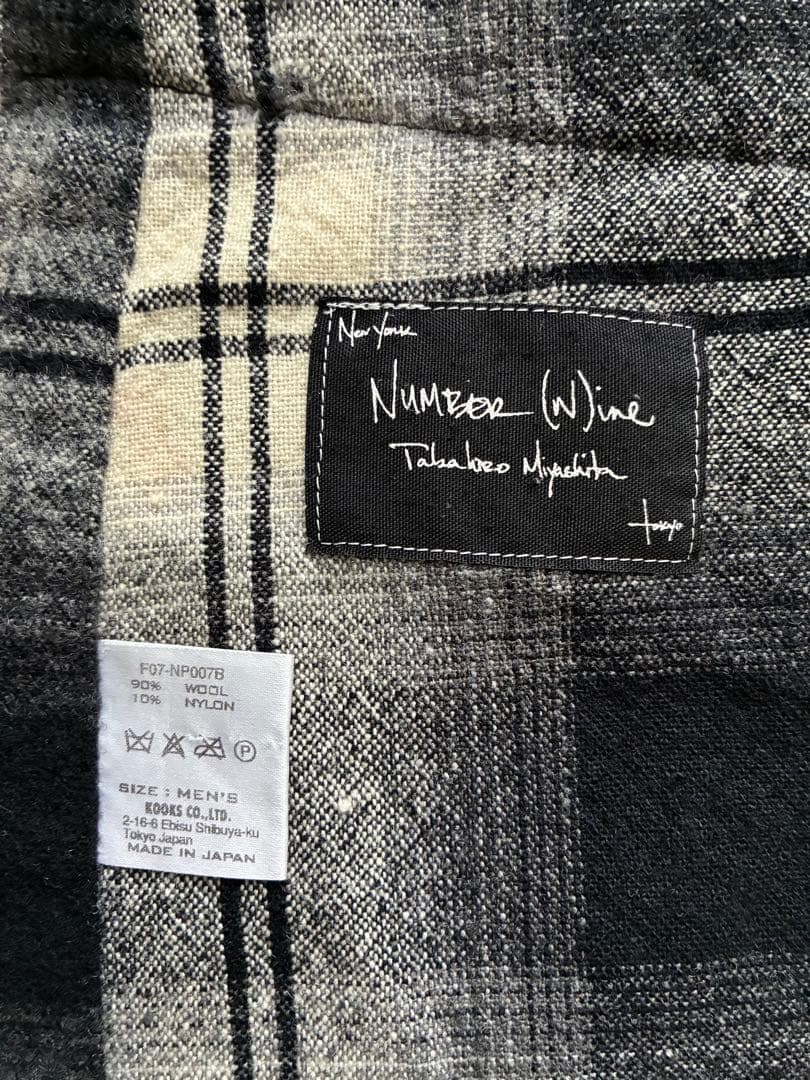 New York
NUMBER (N)ine
Takahiro Miyashita
tokyo
F07-NP007B
90% WOOL
10% NYLON
P
SIZE : MEN'S
KOOKS CO.,LTD.
2-16-6 Ebisu Shibuya-ku
Tokyo Japan
MADE IN JAPAN